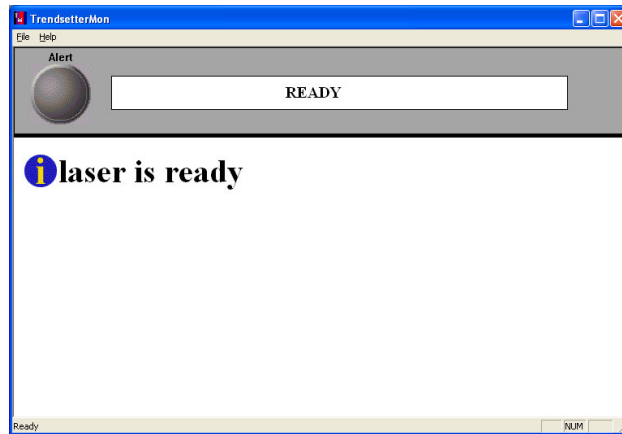 TrendsetterMon
File Help
Alert
READY
i laser is ready
Ready NUM